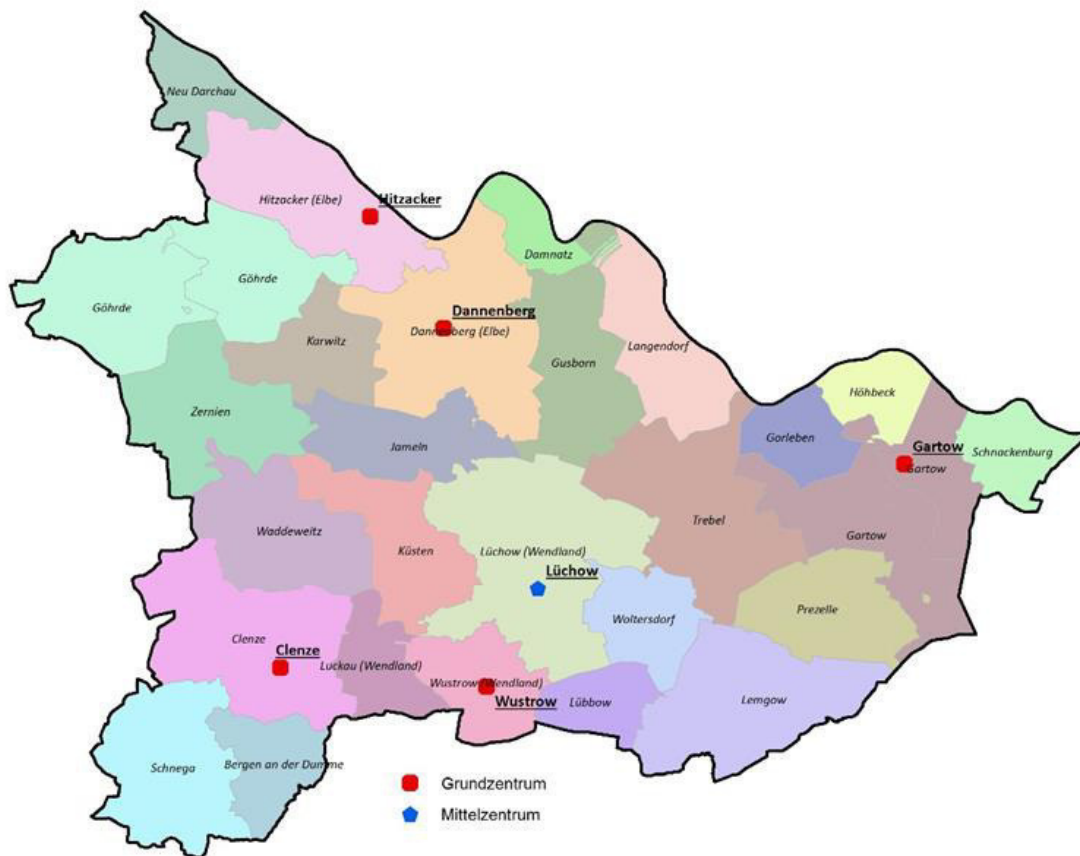 Neu Darchau
Hitzacker (Elbe)
Hitzacker
Damnatz
Göhrde
Göhrde
Dannenberg
Dannenberg (Elbe)
Karwitz
Langendorf
Gusborn
Höhbeck
Zernien
Gorleben
Jameln
Gartow
Gartow
Schnackenburg
Trebel
Waddeweitz
Küsten
Lüchow (Wendland)
Gartow
Lüchow
Prezelle
Woltersdorf
Clenze
Clenze
Luckau (Wendland)
Wustrow (Wendland)
Wustrow
Lübbow
Lemgow
Schnega
Bergen an der Dumme
Grundzentrum
Mittelzentrum